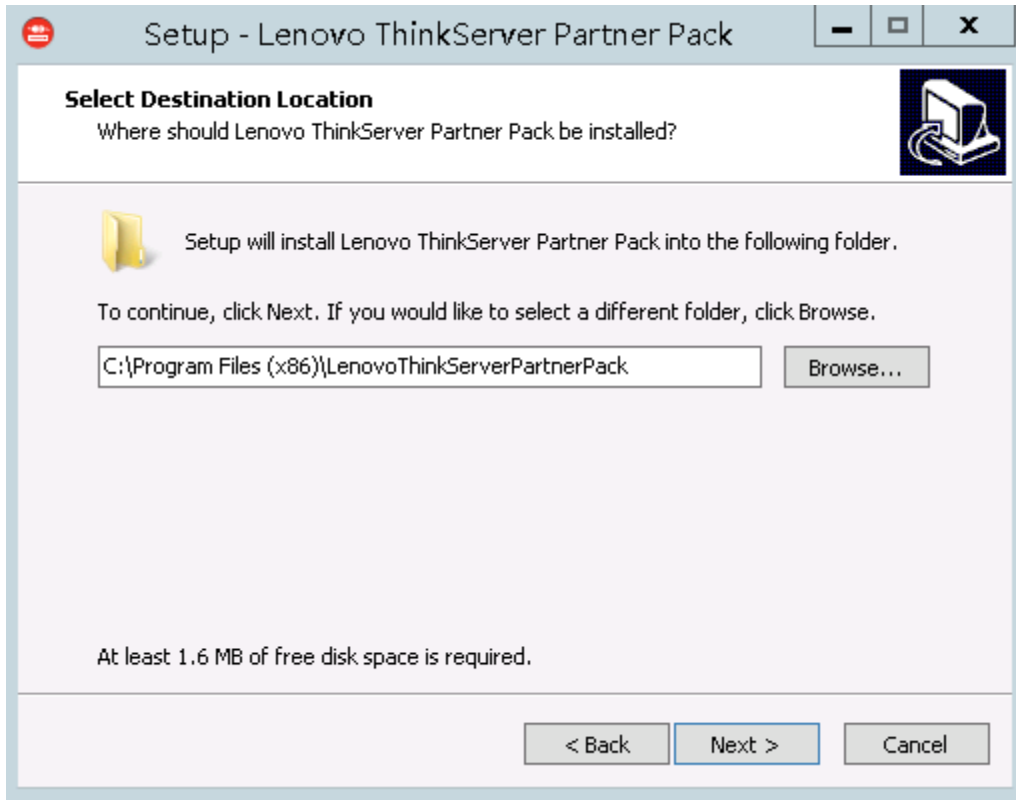 Setup - Lenovo ThinkServer Partner Pack
Select Destination Location
Where should Lenovo ThinkServer Partner Pack be installed?
Setup will install Lenovo ThinkServer Partner Pack into the following folder.
To continue, click Next. If you would like to select a different folder, click Browse.
C:\Program Files (x86)\LenovoThinkServerPartnerPack
Browse...
At least 1.6 MB of free disk space is required.
< Back
Next >
Cancel